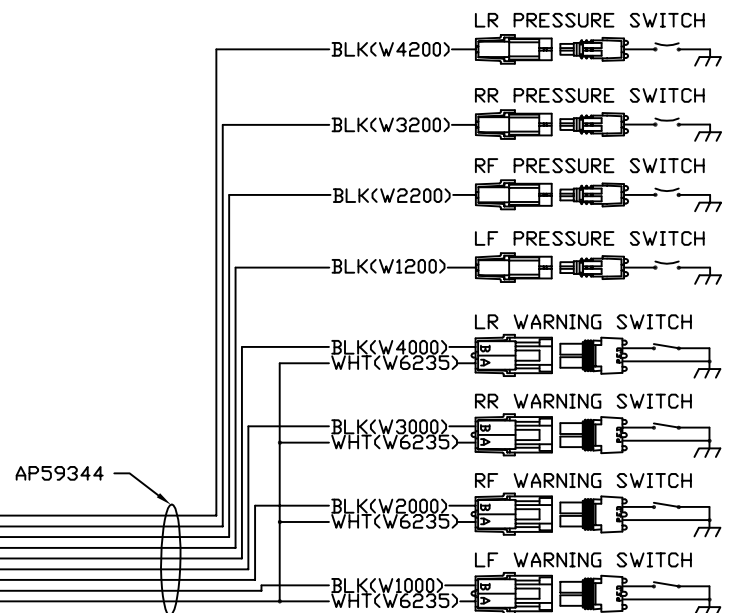 LR PRESSURE SWITCH
BLK(W4200)
RR PRESSURE SWITCH
BLK(W3200)
RF PRESSURE SWITCH
BLK(W2200)
LF PRESSURE SWITCH
BLK(W1200)
LR WARNING SWITCH
BLK(W4000) B
WHT(W6235) A
RR WARNING SWITCH
BLK(W3000) B
WHT(W6235) A
AP59344
RF WARNING SWITCH
BLK(W2000) B
WHT(W6235) A
LF WARNING SWITCH
BLK(W1000) B
WHT(W6235) A